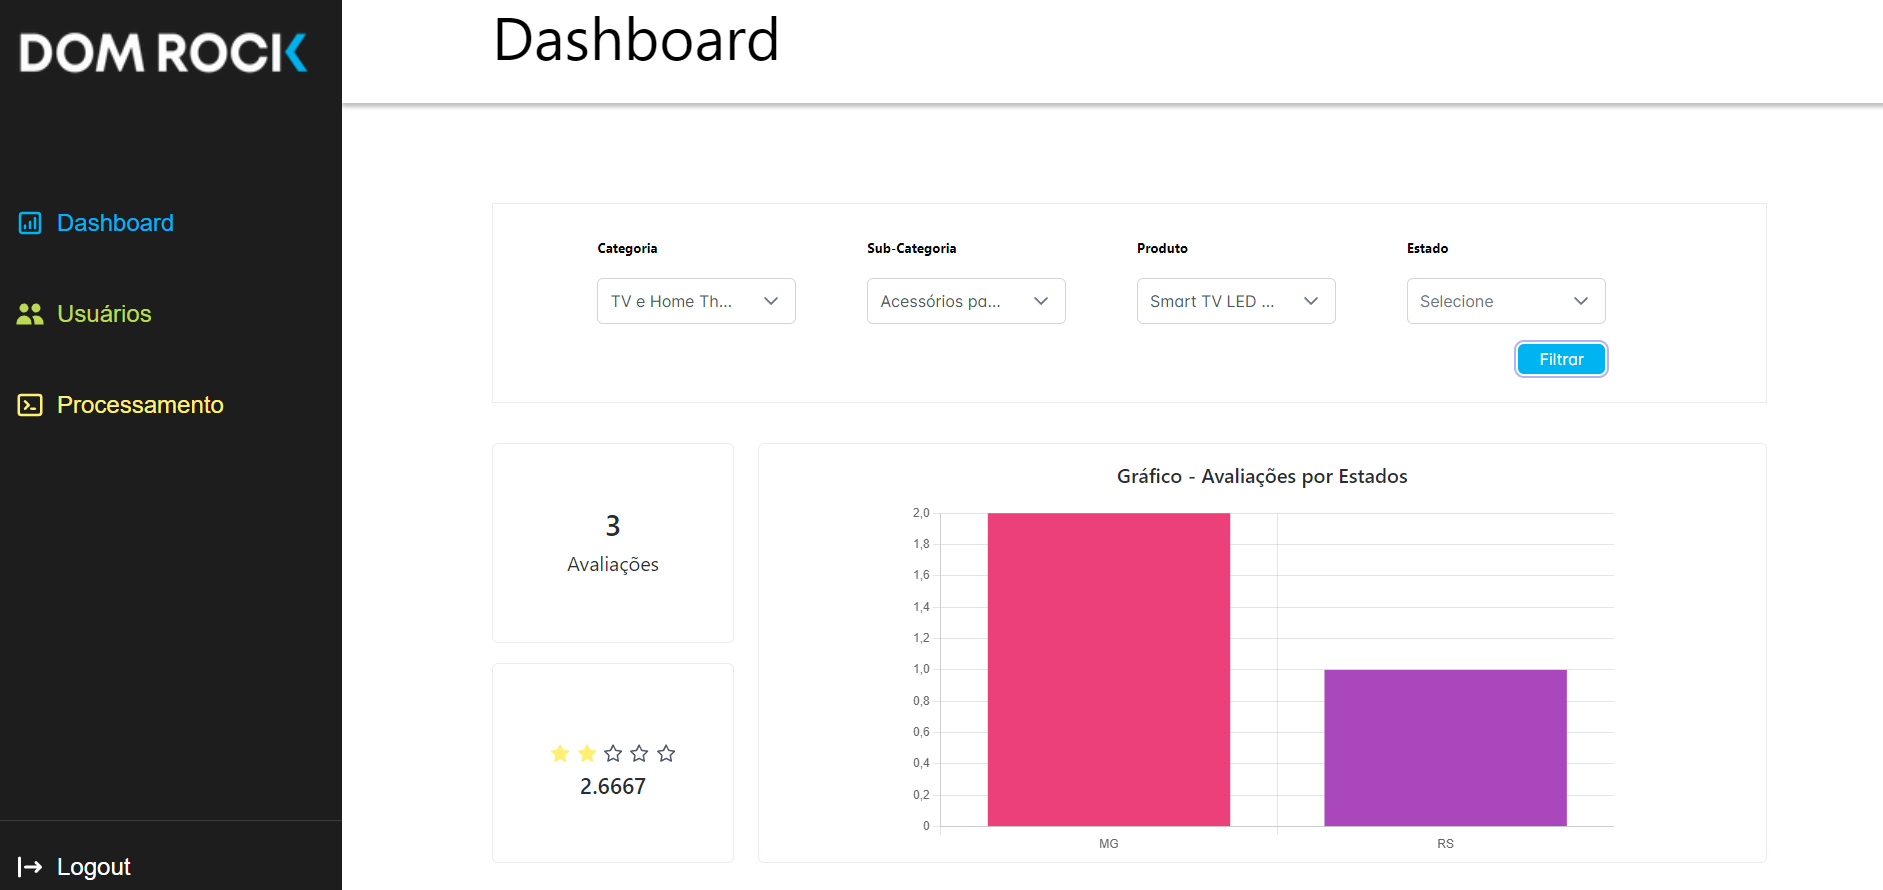 DOM ROCK
Dashboard
Usuários
Processamento
Logout
Dashboard
Categoria Sub-Categoria Produto Estado
TV e Home Th... Acessórios pa... Smart TV LED ... Selecione
Filtrar
3
Avaliações
2.6667
Gráfico - Avaliações por Estados
2,0
1,8
1,6
1,4
1,2
1,0
0,8
0,6
0,4
0,2
0
MG RS